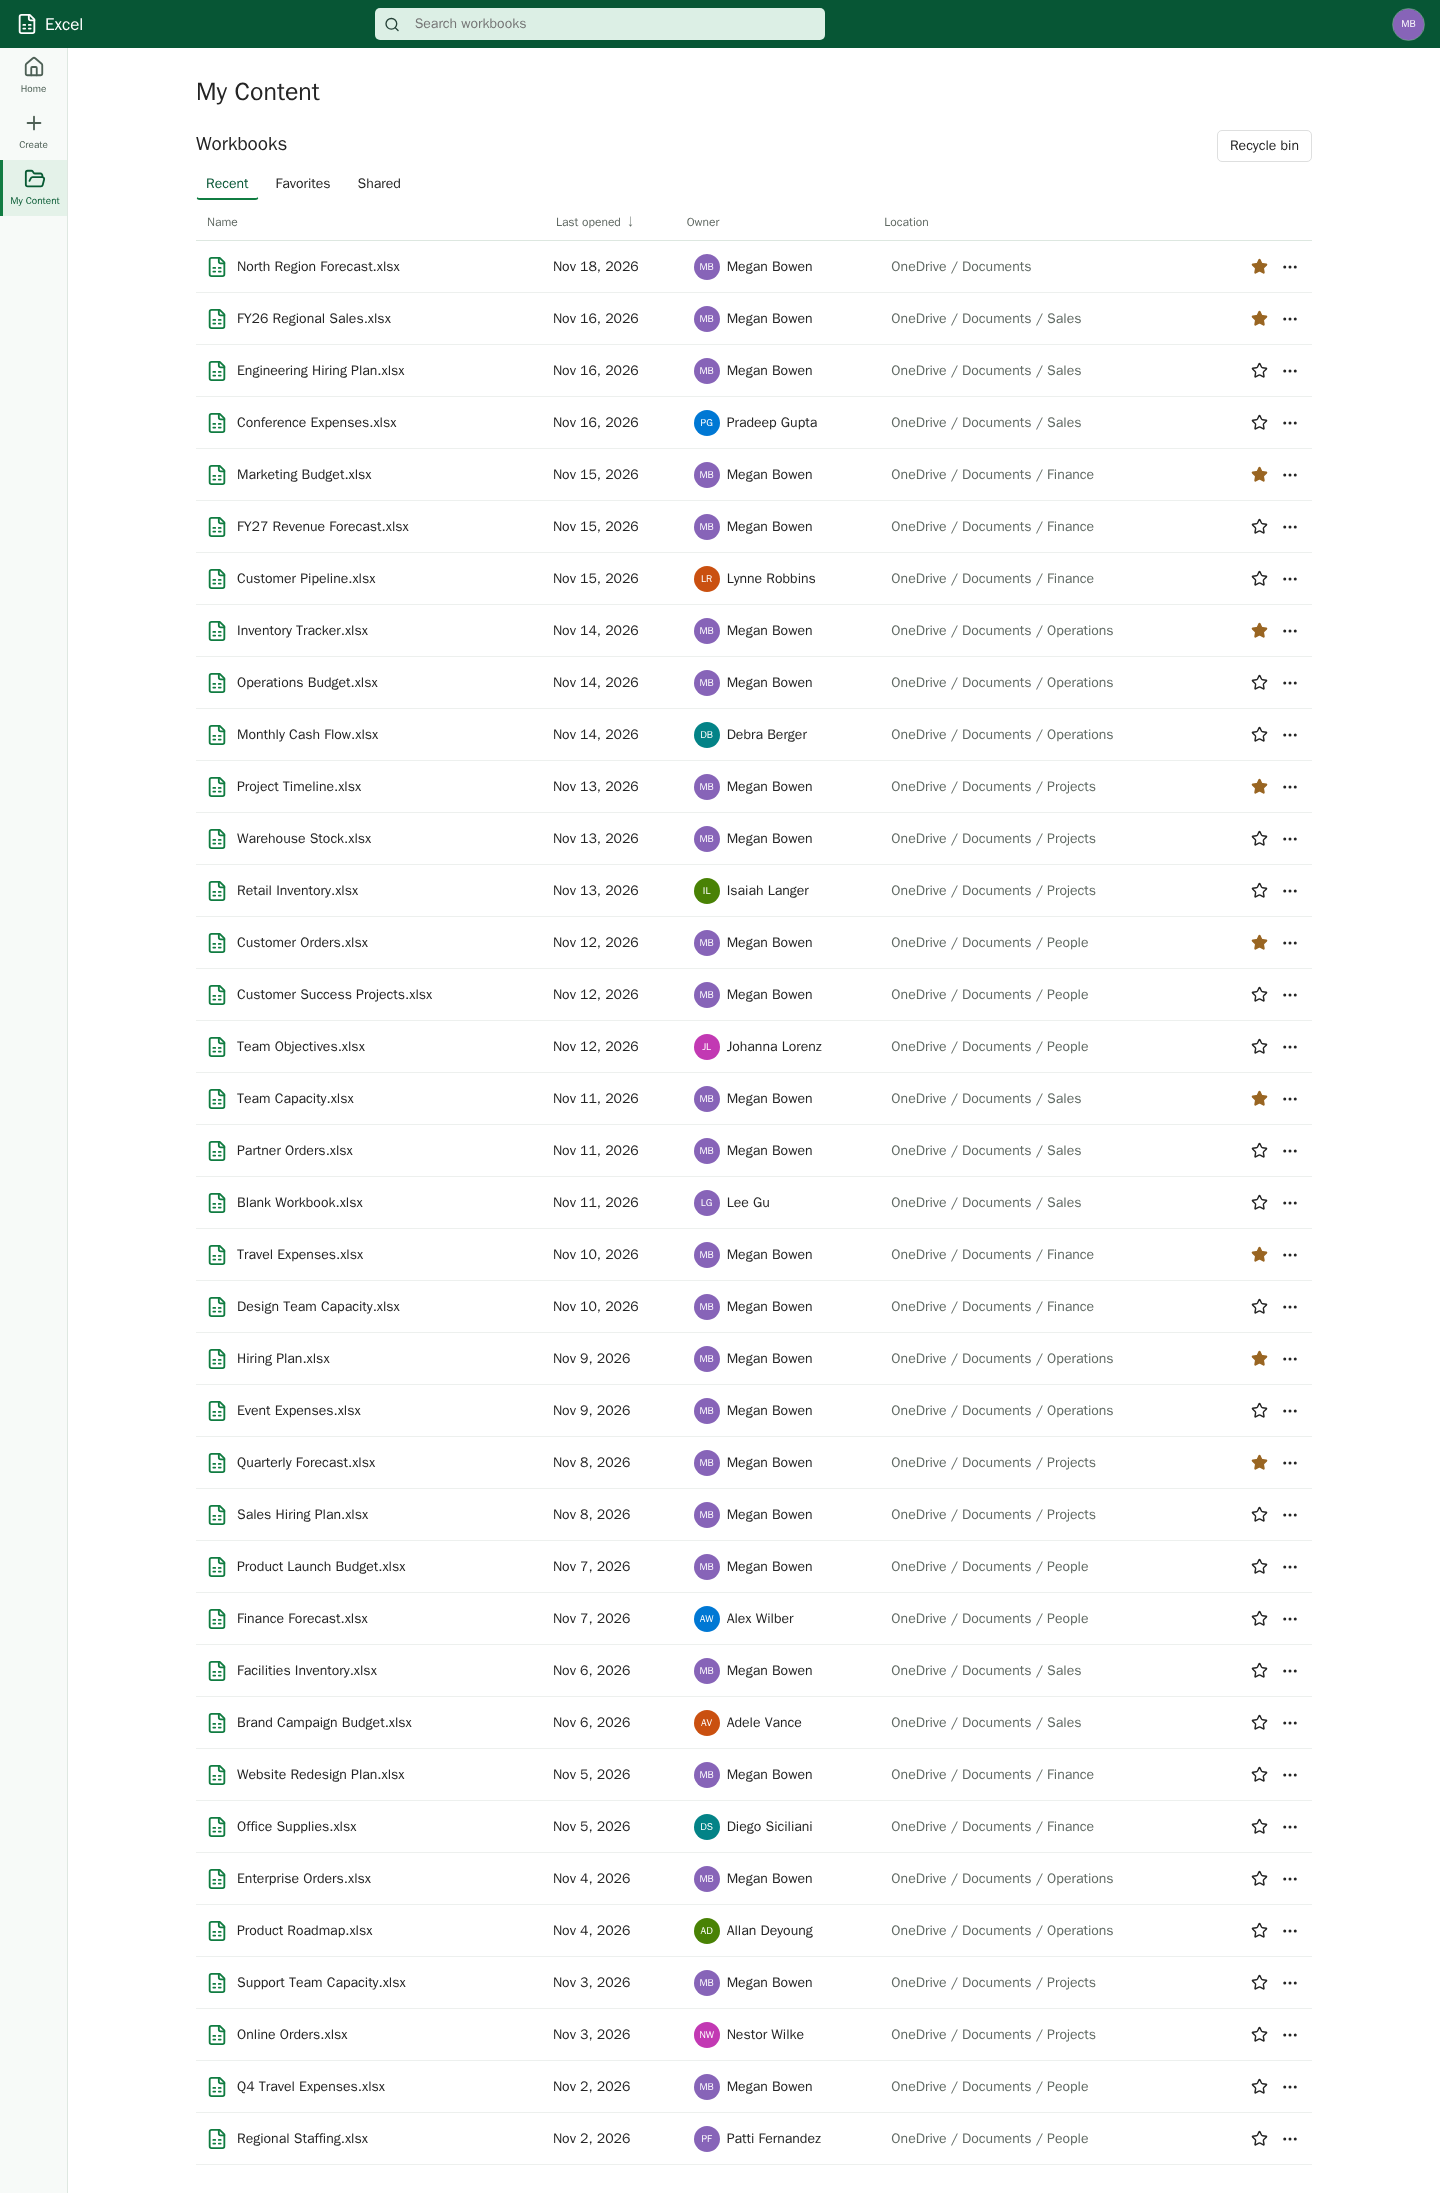 Excel
Search workbooks
MB
Home
Create
My Content
My Content
Workbooks
Recycle bin
Recent Favorites Shared
Name Last opened ↓ Owner Location
North Region Forecast.xlsx Nov 18, 2026 MB Megan Bowen OneDrive / Documents
FY26 Regional Sales.xlsx Nov 16, 2026 MB Megan Bowen OneDrive / Documents / Sales
Engineering Hiring Plan.xlsx Nov 16, 2026 MB Megan Bowen OneDrive / Documents / Sales
Conference Expenses.xlsx Nov 16, 2026 PG Pradeep Gupta OneDrive / Documents / Sales
Marketing Budget.xlsx Nov 15, 2026 MB Megan Bowen OneDrive / Documents / Finance
FY27 Revenue Forecast.xlsx Nov 15, 2026 MB Megan Bowen OneDrive / Documents / Finance
Customer Pipeline.xlsx Nov 15, 2026 LR Lynne Robbins OneDrive / Documents / Finance
Inventory Tracker.xlsx Nov 14, 2026 MB Megan Bowen OneDrive / Documents / Operations
Operations Budget.xlsx Nov 14, 2026 MB Megan Bowen OneDrive / Documents / Operations
Monthly Cash Flow.xlsx Nov 14, 2026 DB Debra Berger OneDrive / Documents / Operations
Project Timeline.xlsx Nov 13, 2026 MB Megan Bowen OneDrive / Documents / Projects
Warehouse Stock.xlsx Nov 13, 2026 MB Megan Bowen OneDrive / Documents / Projects
Retail Inventory.xlsx Nov 13, 2026 IL Isaiah Langer OneDrive / Documents / Projects
Customer Orders.xlsx Nov 12, 2026 MB Megan Bowen OneDrive / Documents / People
Customer Success Projects.xlsx Nov 12, 2026 MB Megan Bowen OneDrive / Documents / People
Team Objectives.xlsx Nov 12, 2026 JL Johanna Lorenz OneDrive / Documents / People
Team Capacity.xlsx Nov 11, 2026 MB Megan Bowen OneDrive / Documents / Sales
Partner Orders.xlsx Nov 11, 2026 MB Megan Bowen OneDrive / Documents / Sales
Blank Workbook.xlsx Nov 11, 2026 LG Lee Gu OneDrive / Documents / Sales
Travel Expenses.xlsx Nov 10, 2026 MB Megan Bowen OneDrive / Documents / Finance
Design Team Capacity.xlsx Nov 10, 2026 MB Megan Bowen OneDrive / Documents / Finance
Hiring Plan.xlsx Nov 9, 2026 MB Megan Bowen OneDrive / Documents / Operations
Event Expenses.xlsx Nov 9, 2026 MB Megan Bowen OneDrive / Documents / Operations
Quarterly Forecast.xlsx Nov 8, 2026 MB Megan Bowen OneDrive / Documents / Projects
Sales Hiring Plan.xlsx Nov 8, 2026 MB Megan Bowen OneDrive / Documents / Projects
Product Launch Budget.xlsx Nov 7, 2026 MB Megan Bowen OneDrive / Documents / People
Finance Forecast.xlsx Nov 7, 2026 AW Alex Wilber OneDrive / Documents / People
Facilities Inventory.xlsx Nov 6, 2026 MB Megan Bowen OneDrive / Documents / Sales
Brand Campaign Budget.xlsx Nov 6, 2026 AV Adele Vance OneDrive / Documents / Sales
Website Redesign Plan.xlsx Nov 5, 2026 MB Megan Bowen OneDrive / Documents / Finance
Office Supplies.xlsx Nov 5, 2026 DS Diego Siciliani OneDrive / Documents / Finance
Enterprise Orders.xlsx Nov 4, 2026 MB Megan Bowen OneDrive / Documents / Operations
Product Roadmap.xlsx Nov 4, 2026 AD Allan Deyoung OneDrive / Documents / Operations
Support Team Capacity.xlsx Nov 3, 2026 MB Megan Bowen OneDrive / Documents / Projects
Online Orders.xlsx Nov 3, 2026 NW Nestor Wilke OneDrive / Documents / Projects
Q4 Travel Expenses.xlsx Nov 2, 2026 MB Megan Bowen OneDrive / Documents / People
Regional Staffing.xlsx Nov 2, 2026 PF Patti Fernandez OneDrive / Documents / People